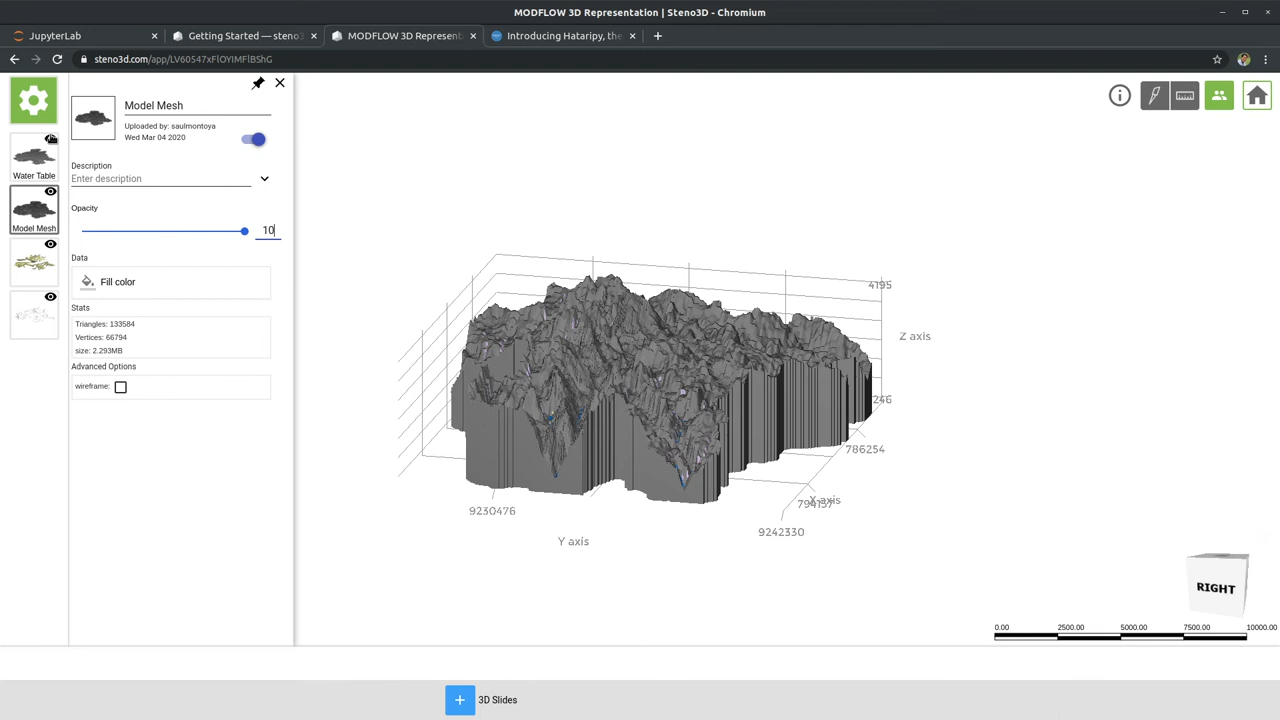 MODFLOW 3D Representation | Steno3D - Chromium
JupyterLab
Getting Started — steno3
MODFLOW 3D Represent
Introducing Hataripy, the
steno3d.com/app/LV60547xFlOYIMFlBShG
Model Mesh
Uploaded by: saulmontoya
Wed Mar 04 2020
Water Table
Model Mesh
Description
Enter description
Opacity
10
Data
Fill color
Stats
Triangles: 133584
Vertices: 66794
size: 2.293MB
Advanced Options
wireframe:
4195
Z axis
246
786254
X axis
9230476
9242330
Y axis
RIGHT
0.00 2500.00 5000.00 7500.00 10000.00
3D Slides